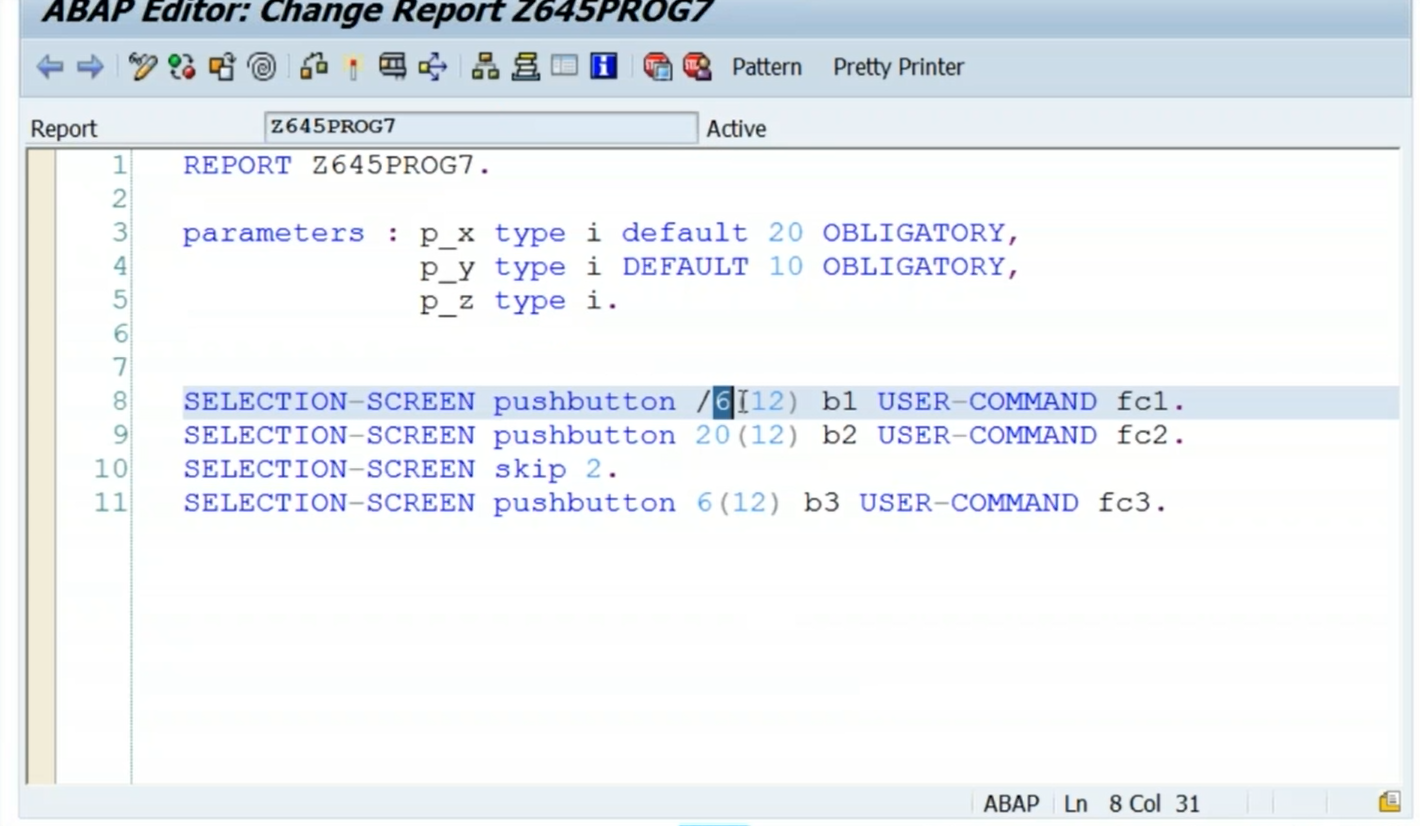 ABAP Editor: Change Report Z645PROG7
Pattern Pretty Printer
Report Z645PROG7 Active
1 REPORT Z645PROG7.
2
3 parameters : p_x type i default 20 OBLIGATORY,
4 p_y type i DEFAULT 10 OBLIGATORY,
5 p_z type i.
6
7
8 SELECTION-SCREEN pushbutton /6(12) b1 USER-COMMAND fc1.
9 SELECTION-SCREEN pushbutton 20(12) b2 USER-COMMAND fc2.
10 SELECTION-SCREEN skip 2.
11 SELECTION-SCREEN pushbutton 6(12) b3 USER-COMMAND fc3.
ABAP Ln 8 Col 31